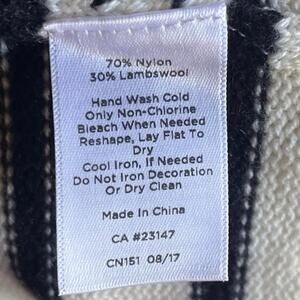 70% Nylon
30% Lambswool
Hand Wash Cold
Only Non-Chlorine
Bleach When Needed
Reshape, Lay Flat To
Dry
Cool Iron, If Needed
Do Not Iron Decoration
Or Dry Clean
Made In China
CA #23147
CN151 08/17